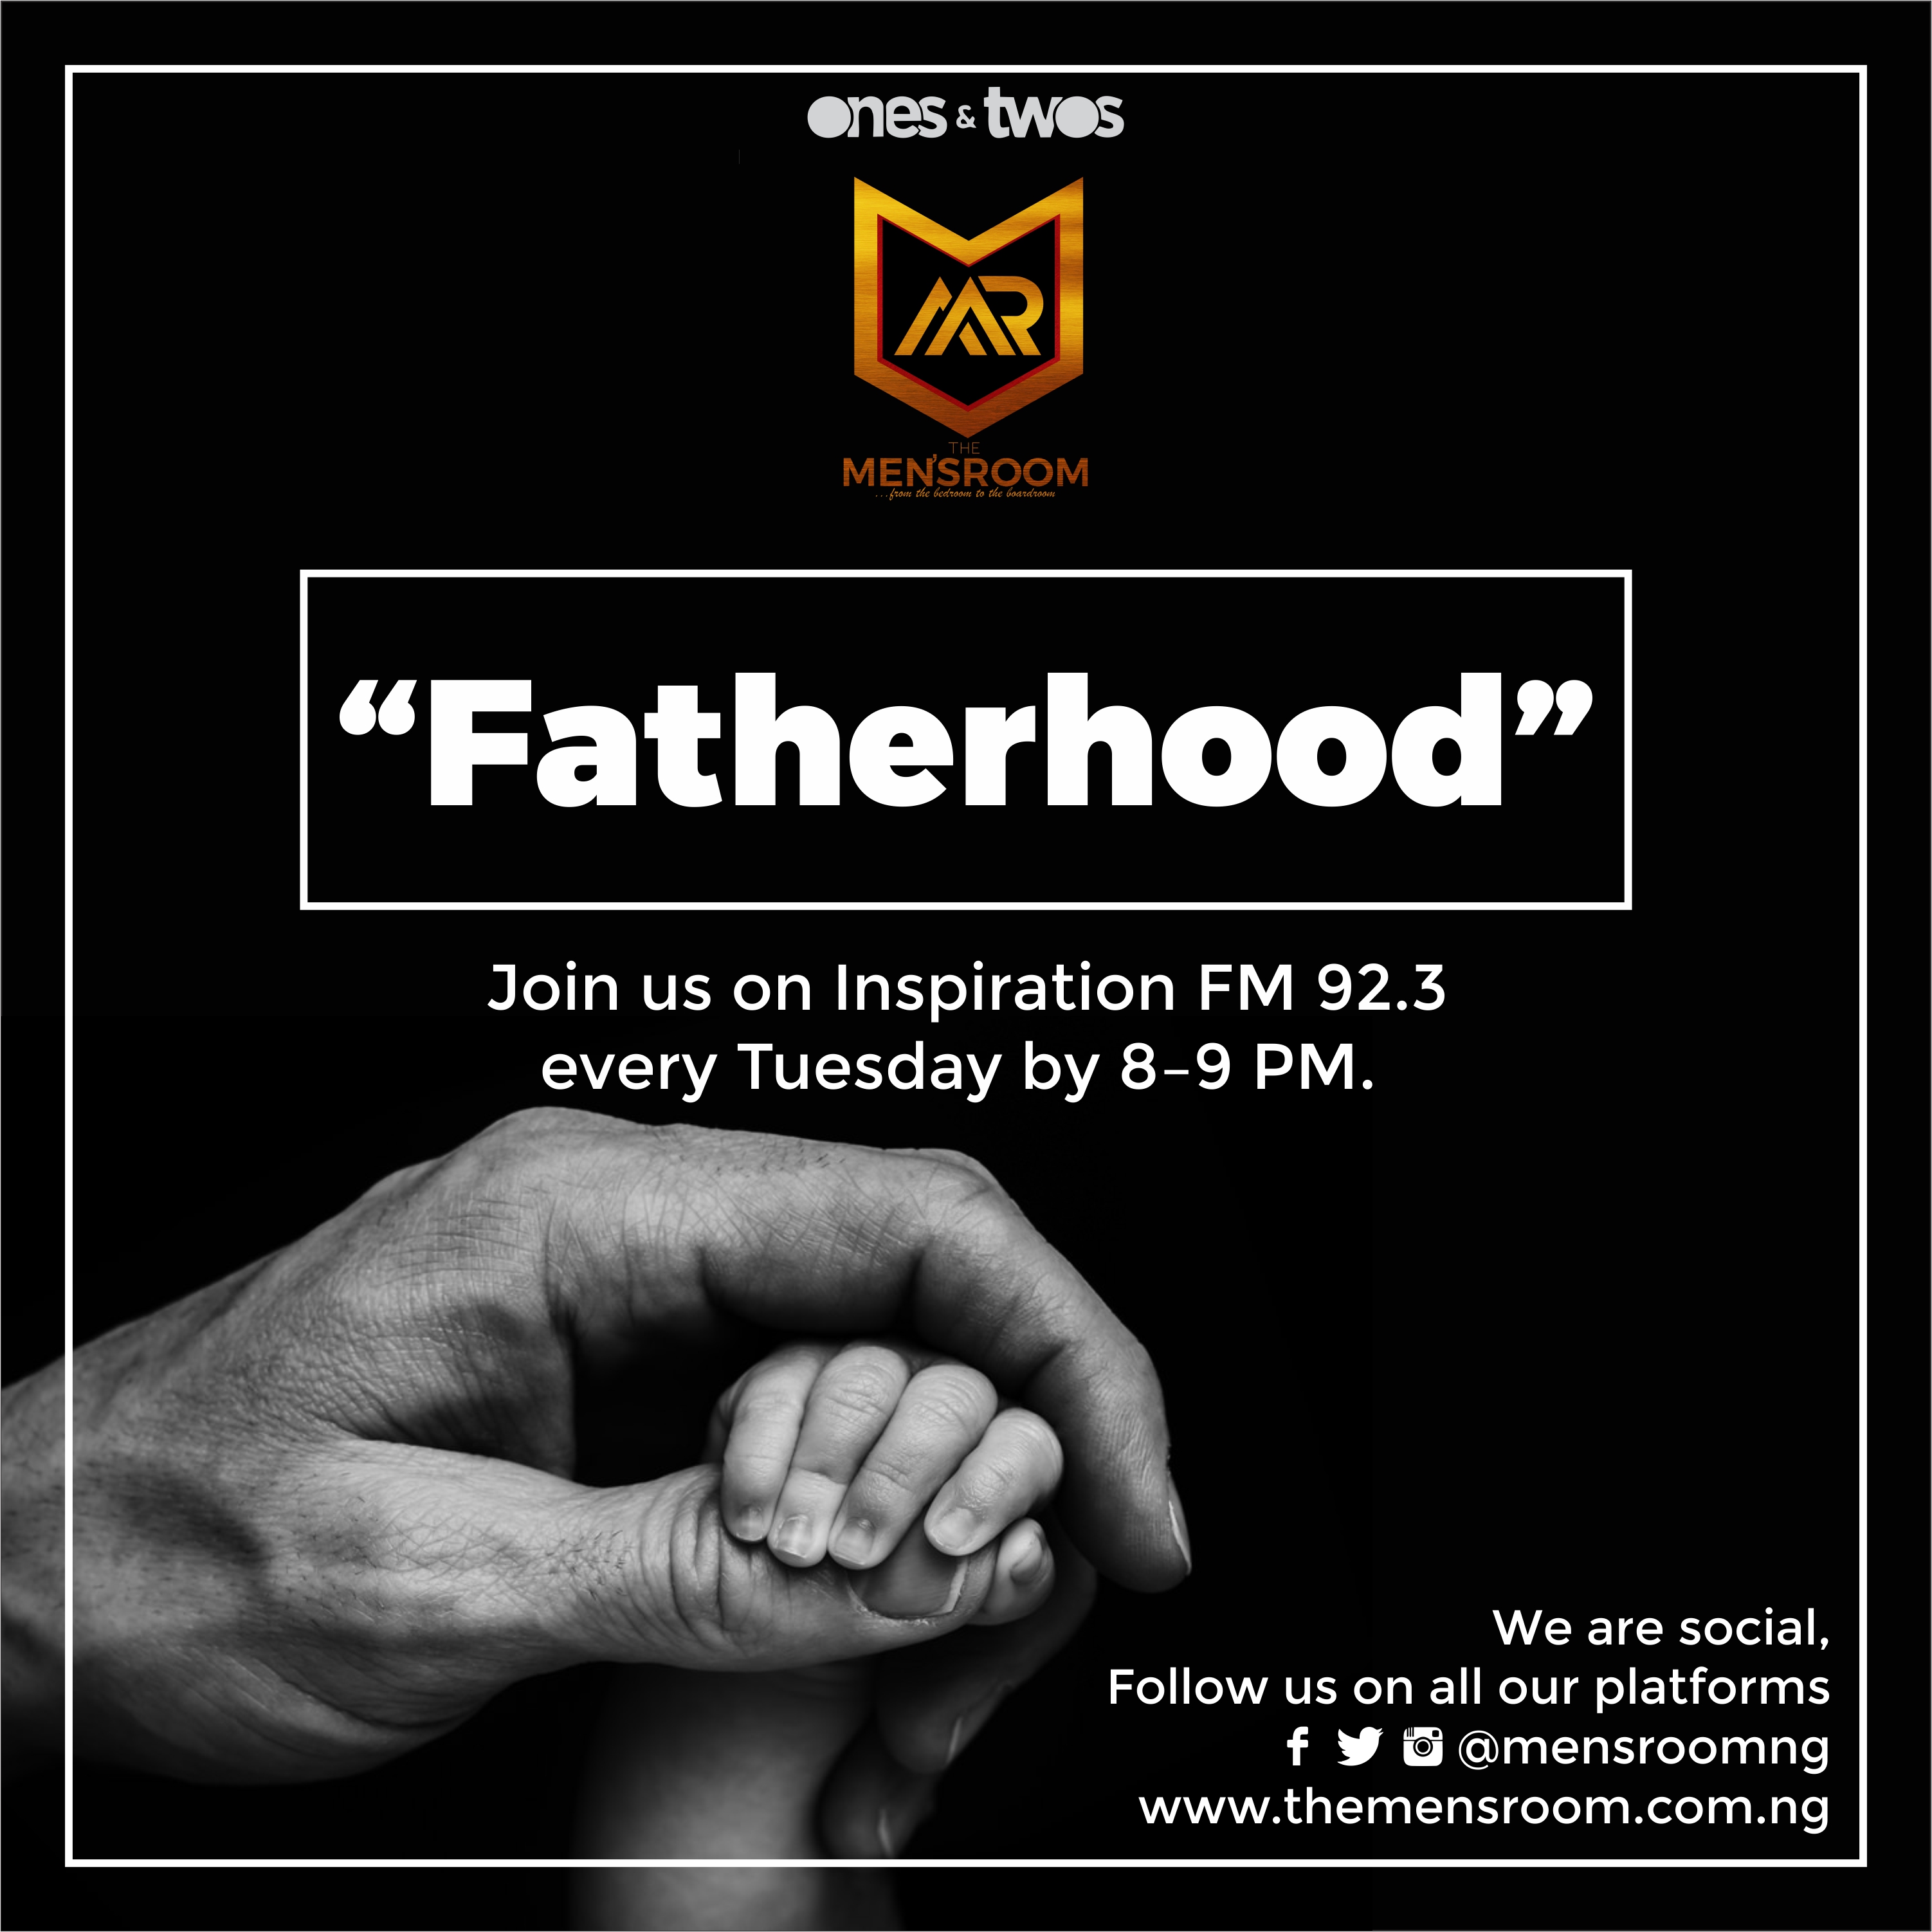 ones & twos
MR
THE
MEN'SROOM
...from the bedroom to the boardroom
“Fatherhood”
Join us on Inspiration FM 92.3
every Tuesday by 8–9 PM.
We are social,
Follow us on all our platforms
@mensroomng
www.themensroom.com.ng